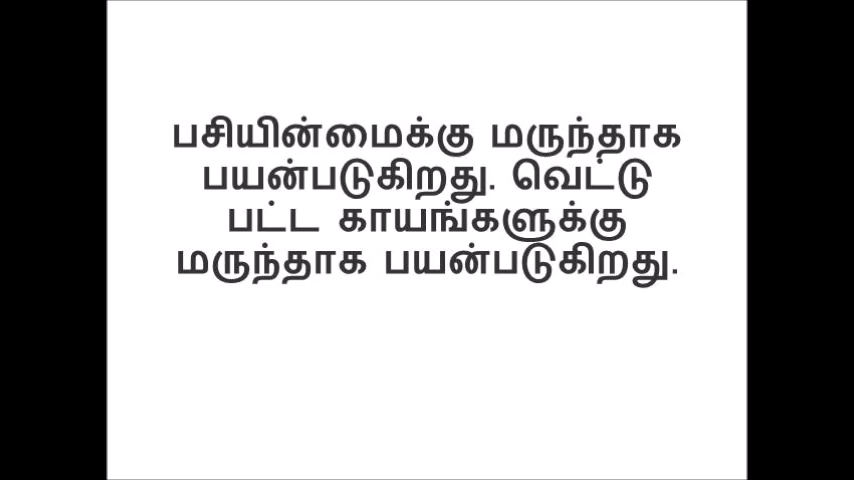 பசியின்மைக்கு மருந்தாக
பயன்படுகிறது. வெட்டு
பட்ட காயங்களுக்கு
மருந்தாக பயன்படுகிறது.